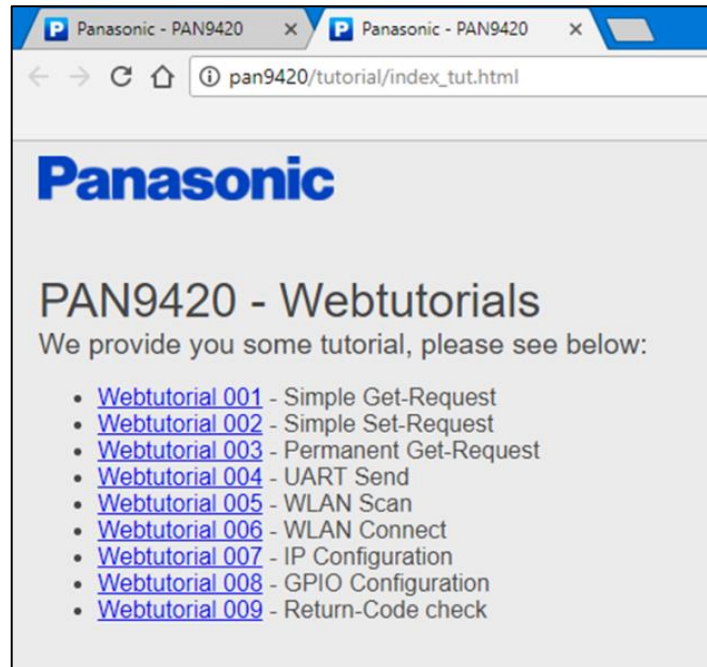 Panasonic - PAN9420
Panasonic - PAN9420
pan9420/tutorial/index_tut.html
Panasonic
PAN9420 - Webtutorials
We provide you some tutorial, please see below:
• Webtutorial 001 - Simple Get-Request
• Webtutorial 002 - Simple Set-Request
• Webtutorial 003 - Permanent Get-Request
• Webtutorial 004 - UART Send
• Webtutorial 005 - WLAN Scan
• Webtutorial 006 - WLAN Connect
• Webtutorial 007 - IP Configuration
• Webtutorial 008 - GPIO Configuration
• Webtutorial 009 - Return-Code check